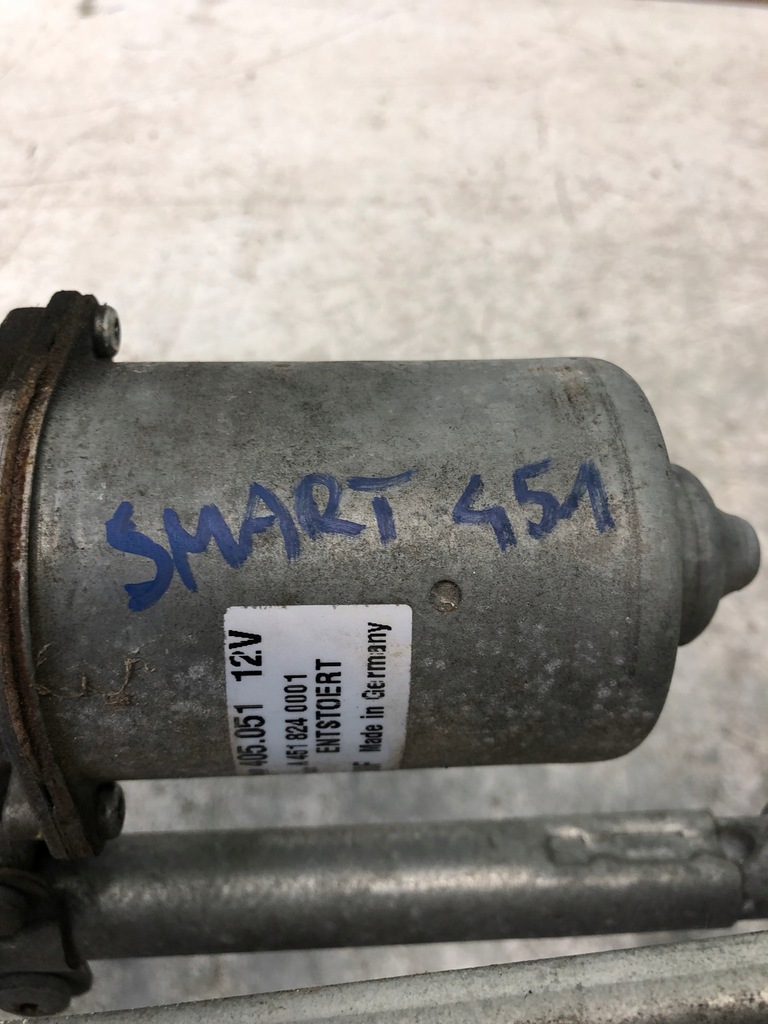 SMART 451
405.051 12V
A 451 824 0001
ENTSTOERT
Made in Germany